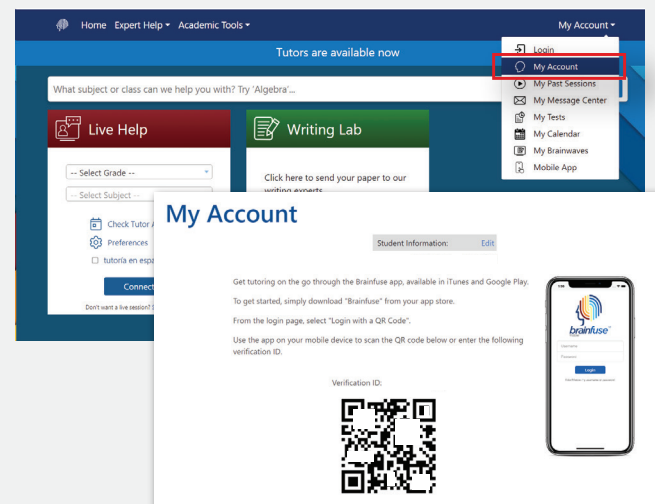 Home Expert Help Academic Tools My Account
Tutors are available now
Login
My Account
My Past Sessions
My Message Center
My Tests
My Calendar
My Brainwaves
Mobile App
What subject or class can we help you with? Try 'Algebra'...
Live Help
-- Select Grade --
-- Select Subject --
Check Tutor
Preferences
tutoría en
Connect
Don't want a live session?
Writing Lab
Click here to send your paper to our
writing experts
My Account
Student Information: Edit
Get tutoring on the go through the Brainfuse app, available in iTunes and Google Play.
To get started, simply download "Brainfuse" from your app store.
From the login page, select "Login with a QR Code".
Use the app on your mobile device to scan the QR code below or enter the following
verification ID.
Verification ID:
brainfuse
Username
Password
Login